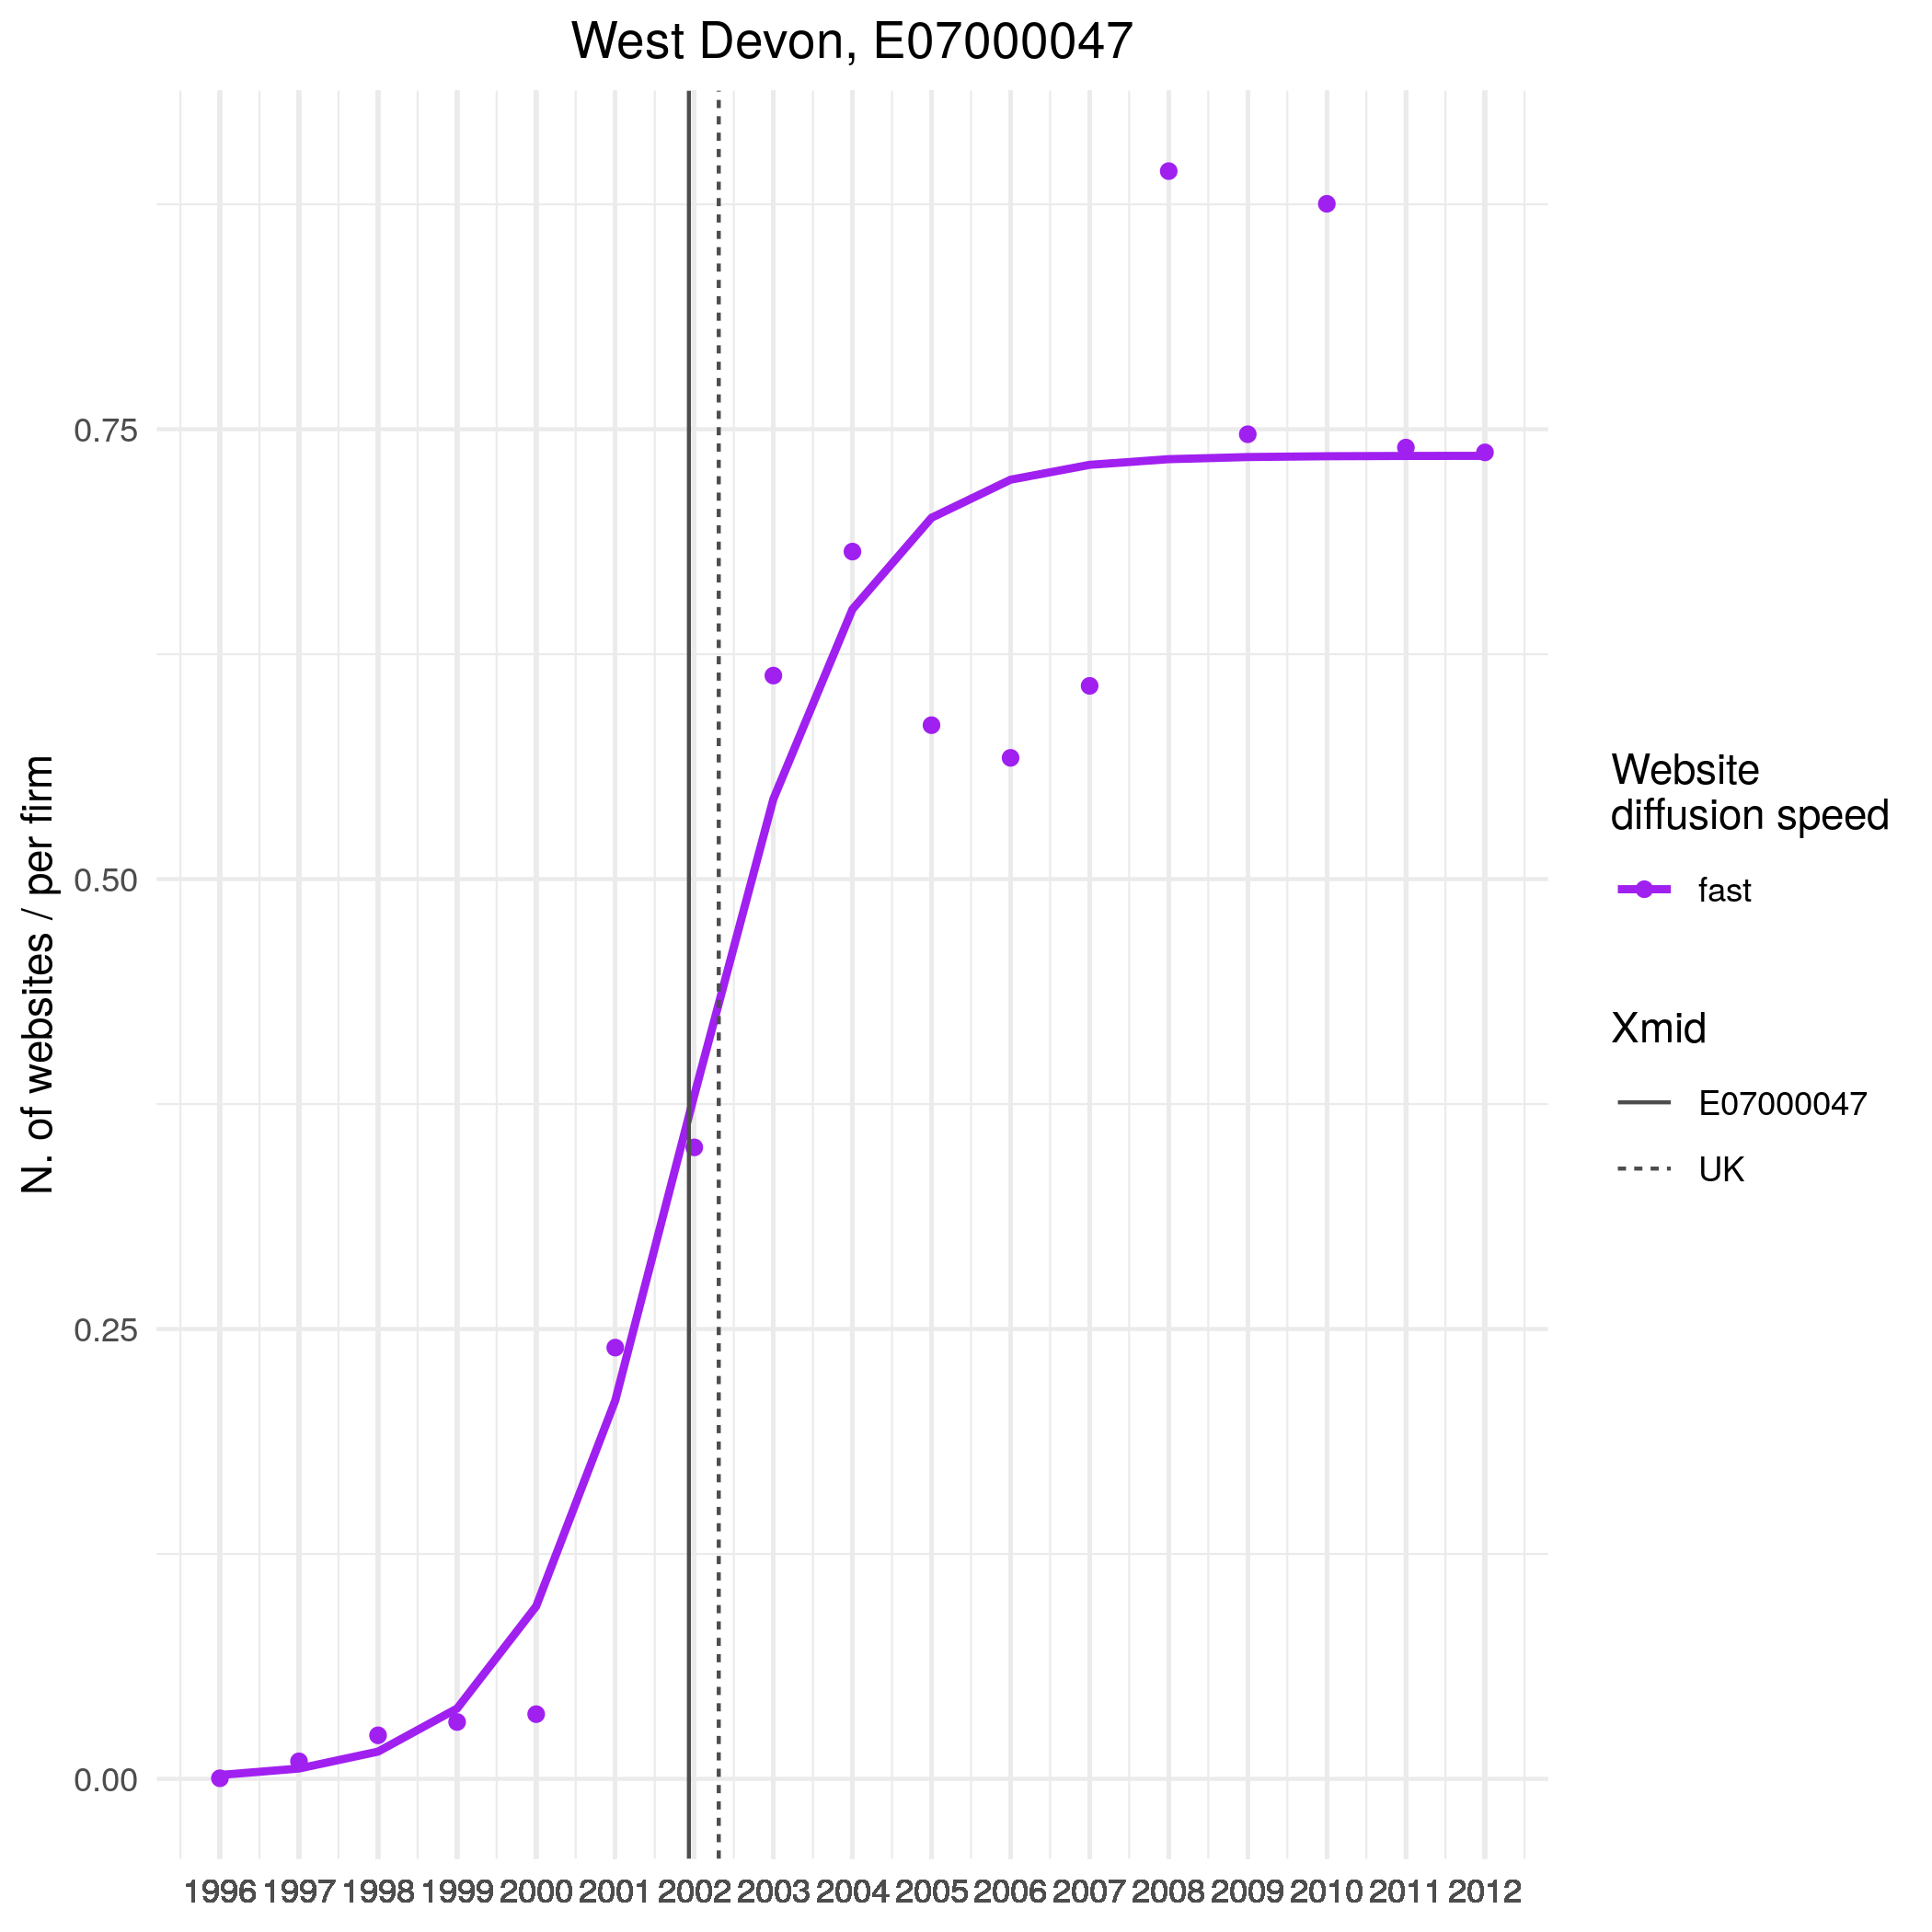 West Devon, E07000047
N. of websites / per firm
0.75
0.50
0.25
0.00
1996 1997 1998 1999 2000 2001 2002 2003 2004 2005 2006 2007 2008 2009 2010 2011 2012
Website
diffusion speed
fast
Xmid
E07000047
UK